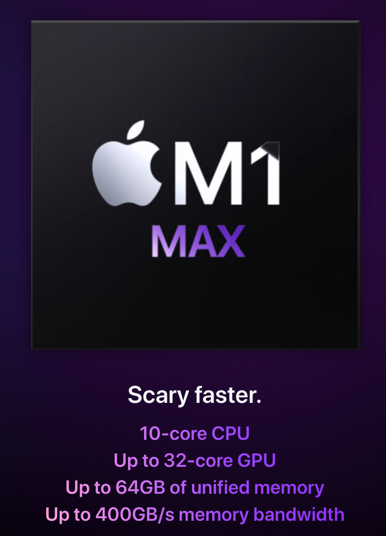 M1
MAX
Scary faster.
10-core CPU
Up to 32-core GPU
Up to 64GB of unified memory
Up to 400GB/s memory bandwidth